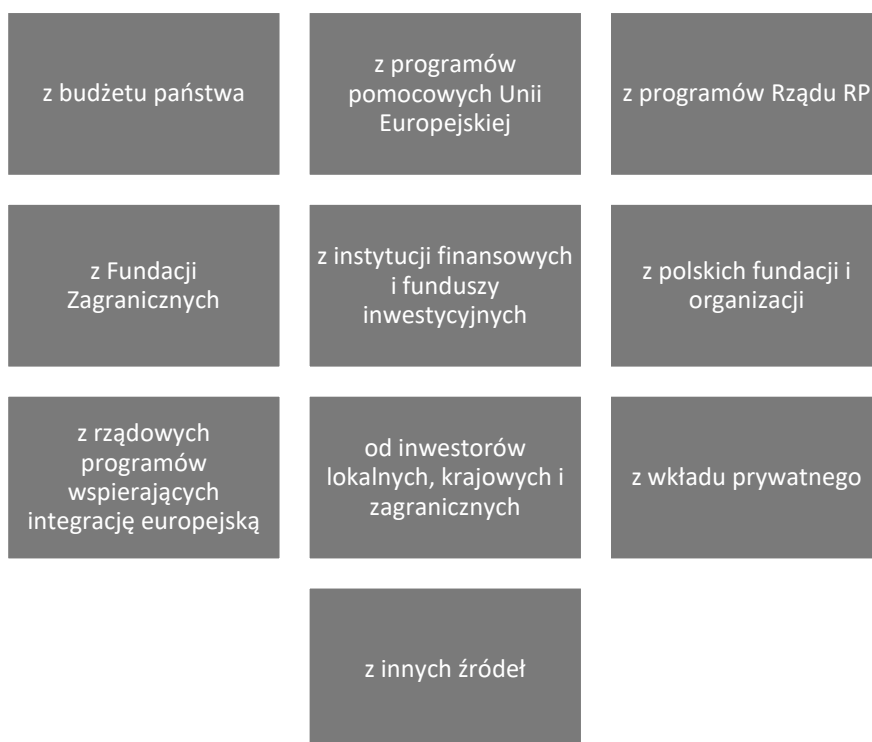 z budżetu państwa
z programów
pomocowych Unii
Europejskiej
z programów Rządu RP
z Fundacji
Zagranicznych
z instytucji finansowych
i funduszy
inwestycyjnych
z polskich fundacji i
organizacji
z rządowych
programów
wspierających
integrację europejską
od inwestorów
lokalnych, krajowych i
zagranicznych
z wkładu prywatnego
z innych źródeł